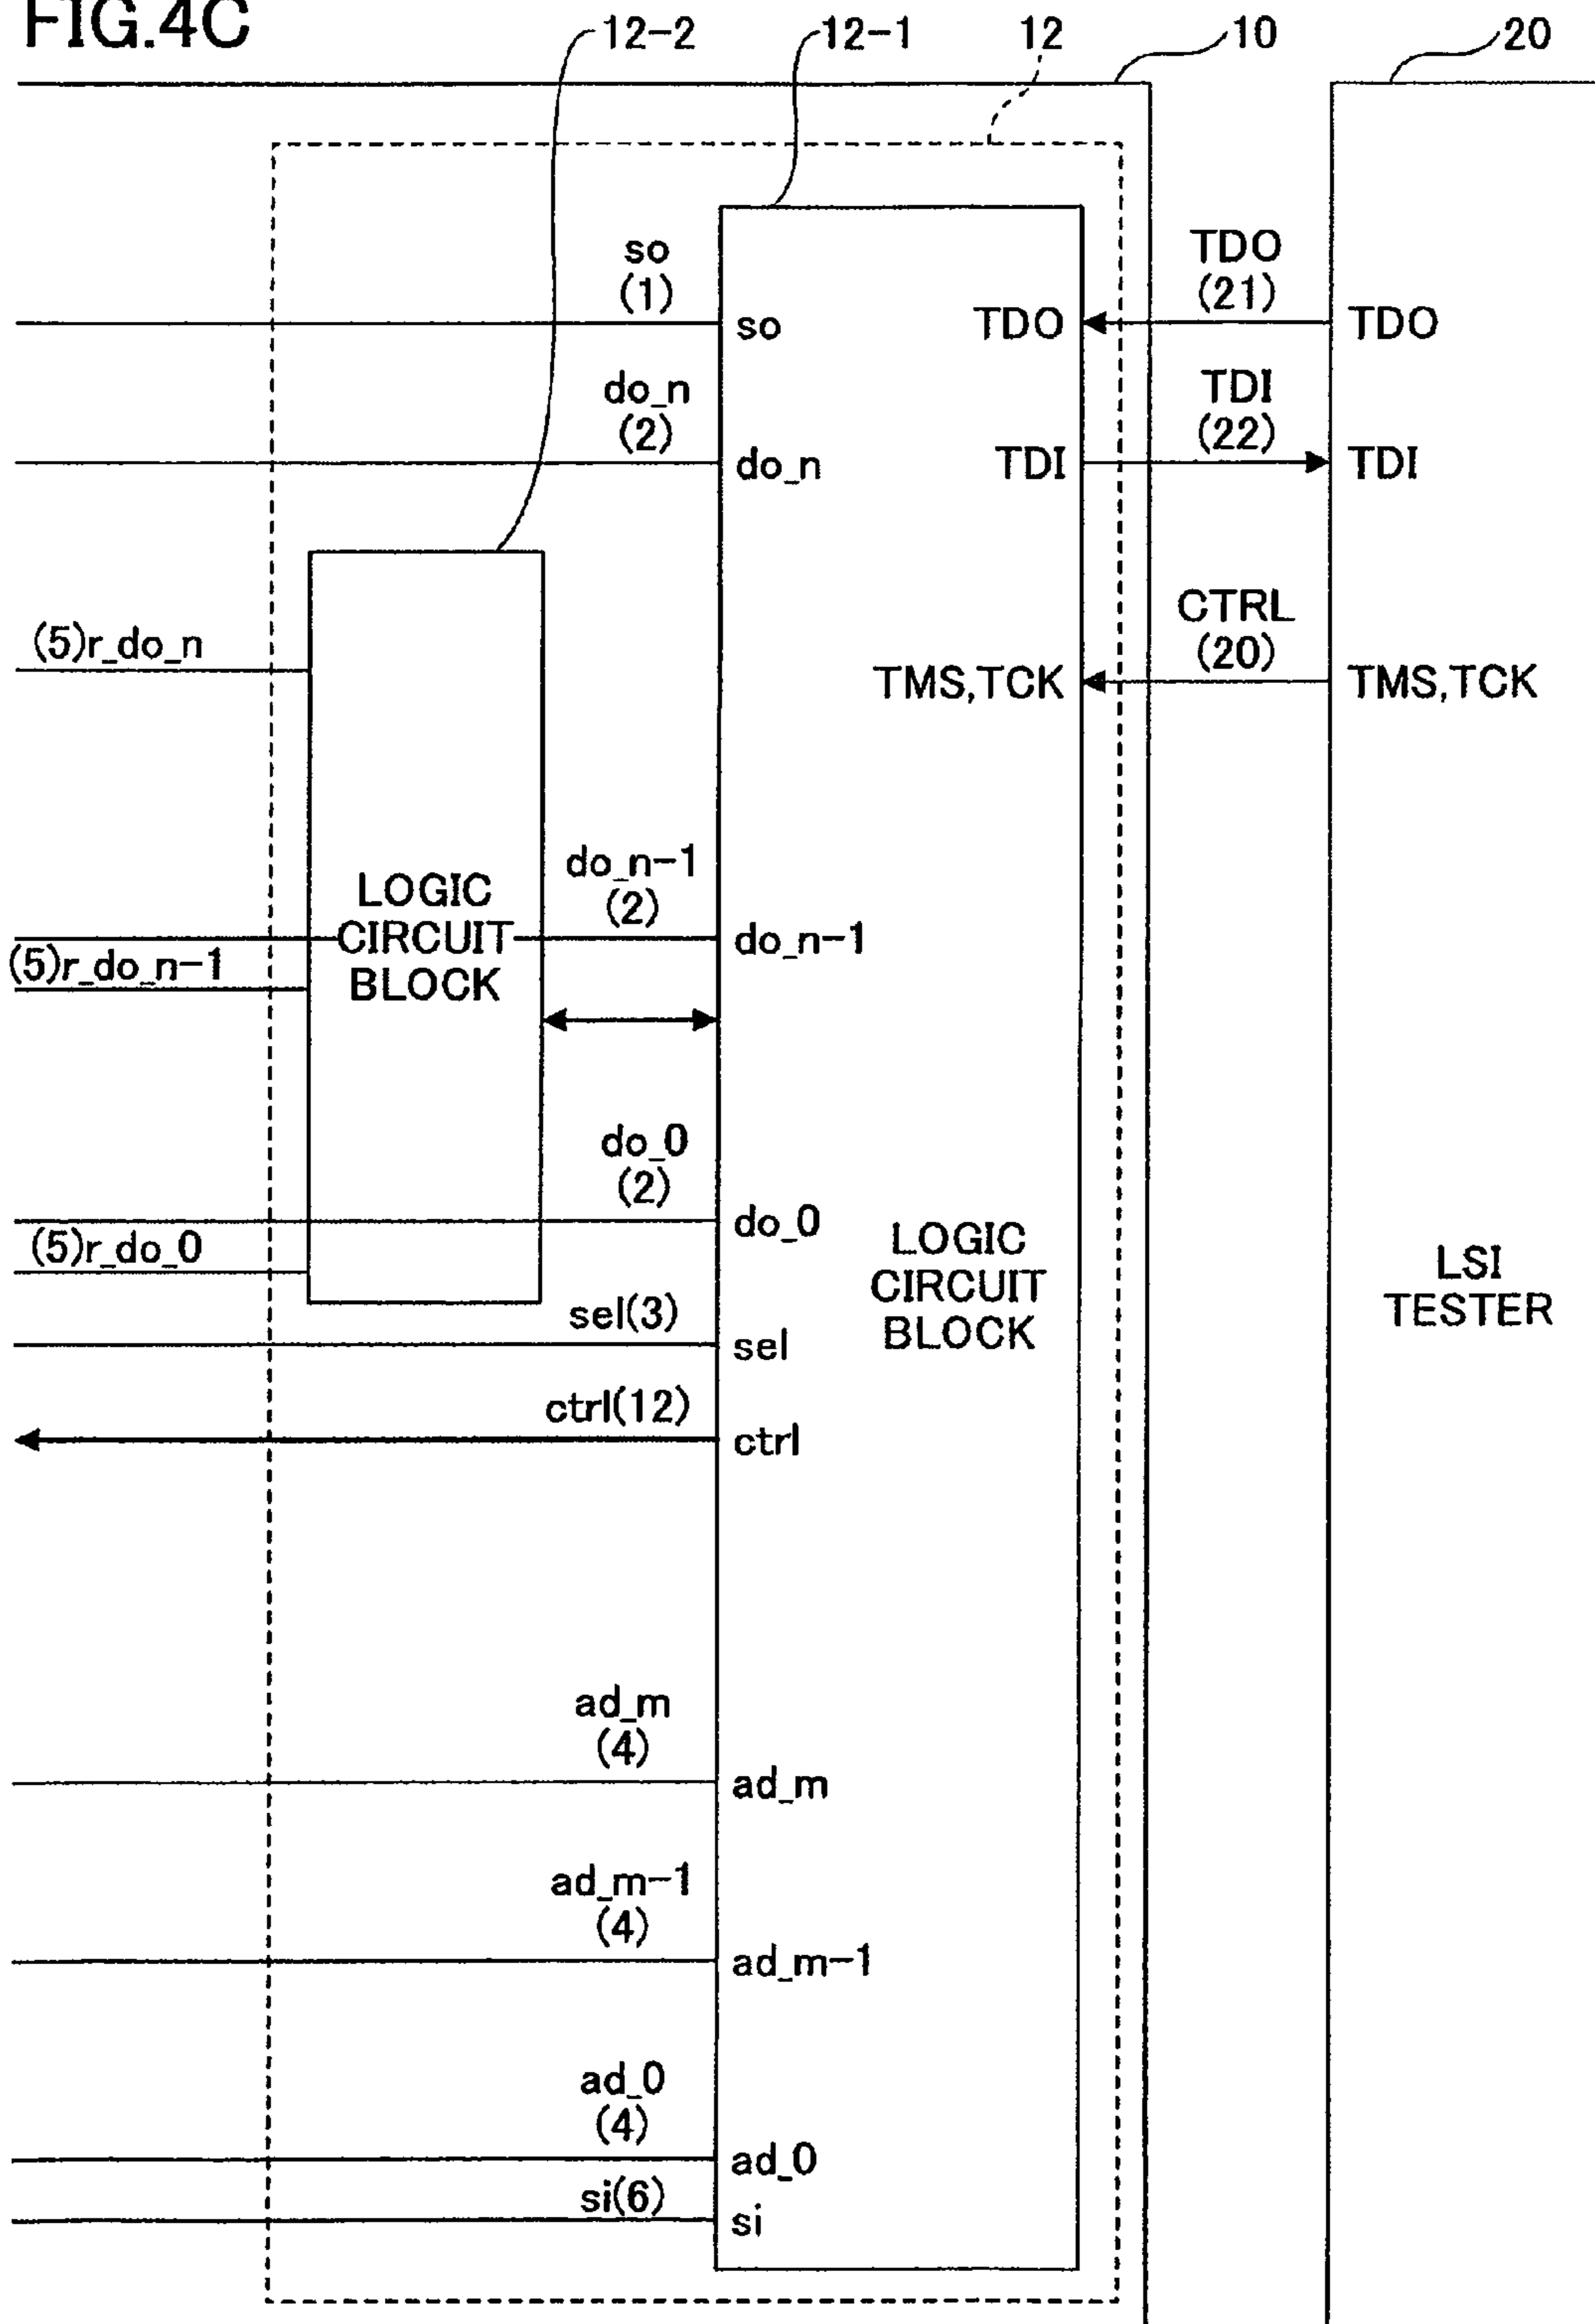 FIG.4C
12-2
12-1
12
10
20
so
(1)
so
TDO
TDO
(21)
TDO
do_n
(2)
do_n
TDI
TDI
(22)
TDI
(5)r_do_n
TMS,TCK
CTRL
(20)
TMS,TCK
LOGIC
CIRCUIT
BLOCK
do_n-1
(2)
do_n-1
(5)r_do_n-1
do_0
(2)
do_0
(5)r_do_0
LOGIC
CIRCUIT
BLOCK
LSI
TESTER
sel(3)
sel
ctrl(12)
ctrl
ad_m
(4)
ad_m
ad_m-1
(4)
ad_m-1
ad_0
(4)
ad_0
si(6)
si